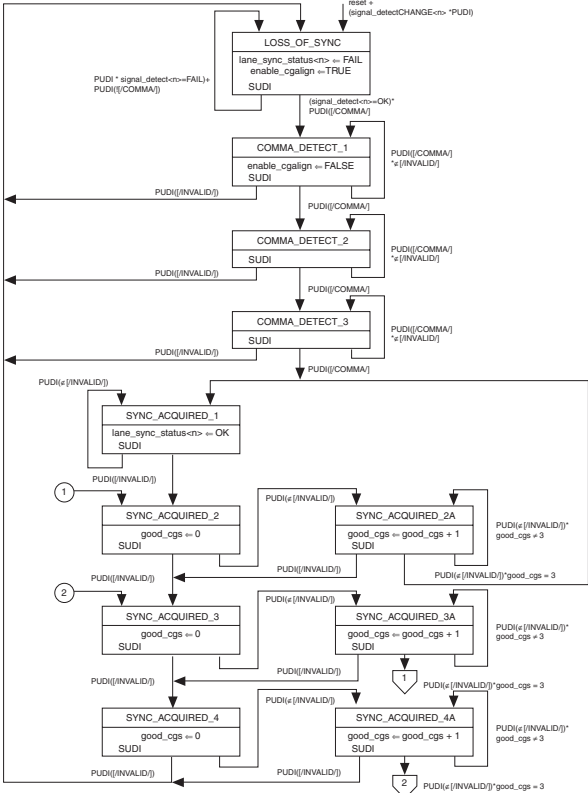 reset +
(signal_detectCHANGE<n> *PUDI)
LOSS_OF_SYNC
lane_sync_status<n> ⇐ FAIL
enable_cgalign ⇐TRUE
SUDI
PUDI * signal_detect<n>=FAIL)+
PUDI(![/COMMA/])
(signal_detect<n>=OK)*
PUDI([/COMMA/]
COMMA_DETECT_1
enable_cgalign ⇐ FALSE
SUDI
PUDI([/COMMA/]
*∉[/INVALID/]
PUDI([/INVALID/])
PUDI([/COMMA/]
COMMA_DETECT_2
SUDI
PUDI([/COMMA/]
*∉[/INVALID/]
PUDI([/INVALID/])
PUDI([/COMMA/]
COMMA_DETECT_3
SUDI
PUDI([/COMMA/]
*∉[/INVALID/]
PUDI([/INVALID/])
PUDI([/COMMA/]
PUDI(∉[/INVALID/])
SYNC_ACQUIRED_1
lane_sync_status<n> ⇐ OK
SUDI
PUDI([/INVALID/])
1
SYNC_ACQUIRED_2
good_cgs ⇐ 0
SUDI
PUDI(∉[/INVALID/])
SYNC_ACQUIRED_2A
good_cgs ⇐ good_cgs + 1
SUDI
PUDI(∉[/INVALID/])*
good_cgs ≠ 3
PUDI([/INVALID/])
PUDI([/INVALID/])
PUDI(∉[/INVALID/])*good_cgs = 3
2
SYNC_ACQUIRED_3
good_cgs ⇐ 0
SUDI
PUDI(∉[/INVALID/])
SYNC_ACQUIRED_3A
good_cgs ⇐ good_cgs + 1
SUDI
PUDI(∉[/INVALID/])*
good_cgs ≠ 3
PUDI([/INVALID/])
PUDI([/INVALID/])
1
PUDI(∉[/INVALID/])*good_cgs = 3
SYNC_ACQUIRED_4
good_cgs ⇐ 0
SUDI
PUDI(∉[/INVALID/])
SYNC_ACQUIRED_4A
good_cgs ⇐ good_cgs + 1
SUDI
PUDI(∉[/INVALID/])*
good_cgs ≠ 3
PUDI([/INVALID/])
PUDI([/INVALID/])
2
PUDI(∉[/INVALID/])*good_cgs = 3